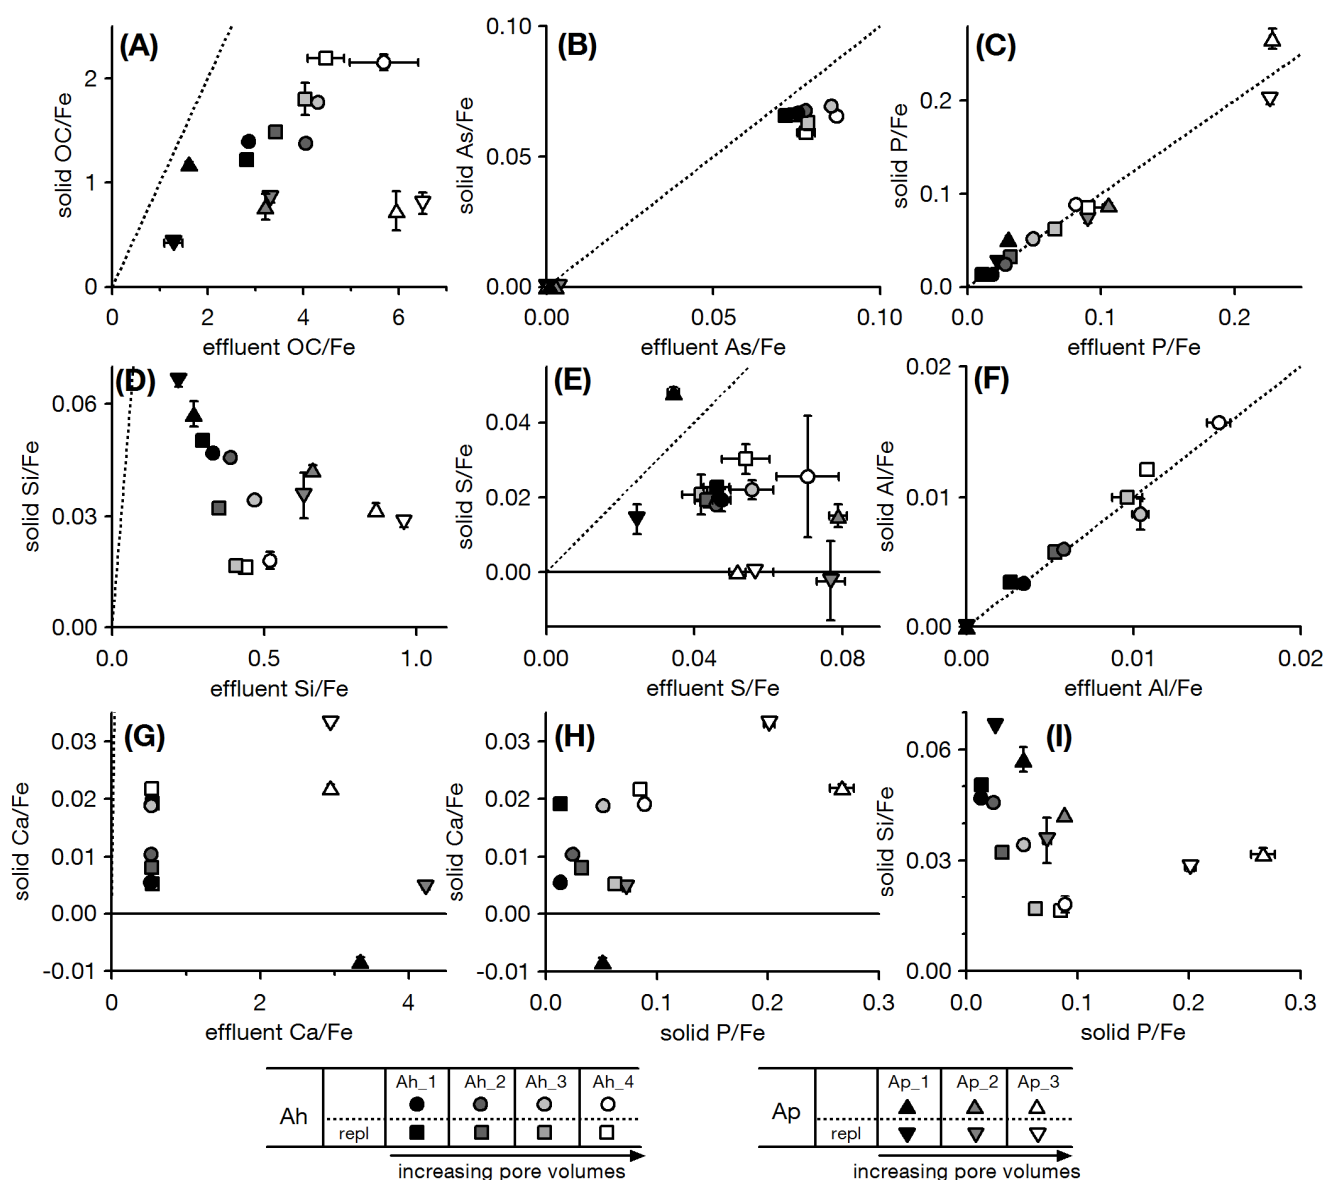 (A)
2
1
0
0
2
4
6
solid OC/Fe
effluent OC/Fe
(B)
0.10
0.05
0.00
0.00
0.05
0.10
solid As/Fe
effluent As/Fe
(C)
0.2
0.1
0.0
0.0
0.1
0.2
solid P/Fe
effluent P/Fe
(D)
0.06
0.03
0.00
0.0
0.5
1.0
solid Si/Fe
effluent Si/Fe
(E)
0.04
0.02
0.00
0.00
0.04
0.08
solid S/Fe
effluent S/Fe
(F)
0.02
0.01
0.00
0.00
0.01
0.02
solid Al/Fe
effluent Al/Fe
(G)
0.03
0.02
0.01
0.00
-0.01
0
2
4
solid Ca/Fe
effluent Ca/Fe
(H)
0.03
0.02
0.01
0.00
-0.01
0.0
0.1
0.2
0.3
solid Ca/Fe
solid P/Fe
(I)
0.06
0.03
0.00
0.0
0.1
0.2
0.3
solid Si/Fe
solid P/Fe
Ah_1 Ah_2 Ah_3 Ah_4
Ah
repl
increasing pore volumes
Ap_1 Ap_2 Ap_3
Ap
repl
increasing pore volumes